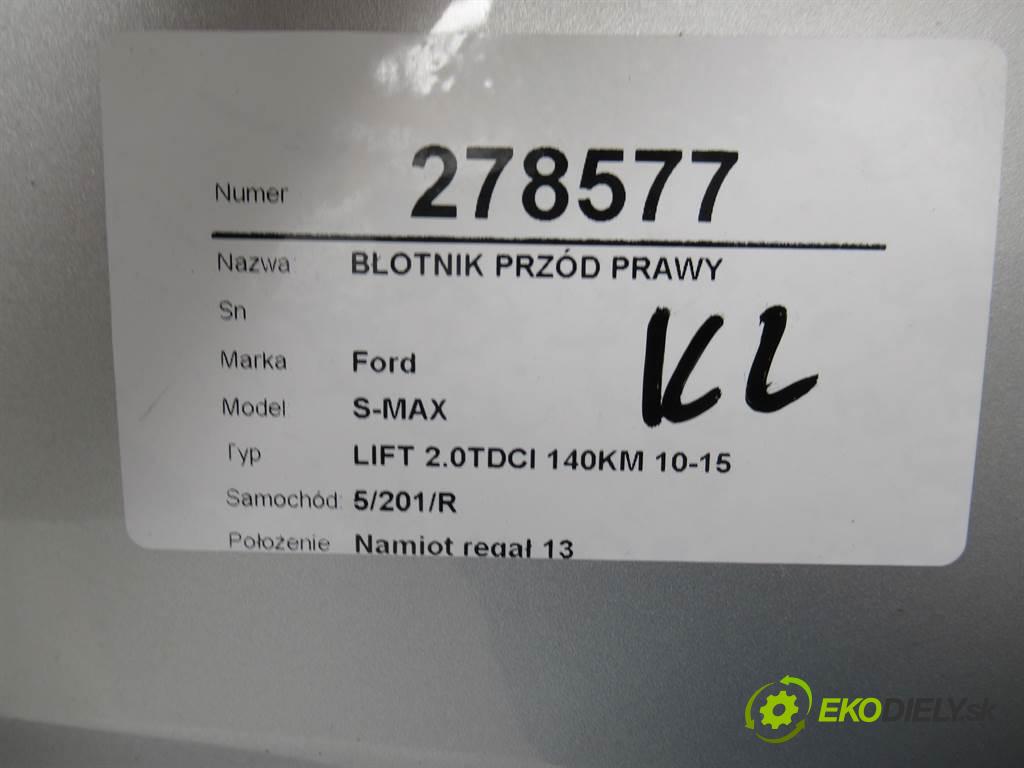 Numer 278577
Nazwa BŁOTNIK PRZÓD PRAWY
Sn
Marka Ford
Model S-MAX
Typ LIFT 2.0TDCI 140KM 10-15
Samochód: 5/201/R
Położenie Namiot regał 13
KL
EKODIELY.sk